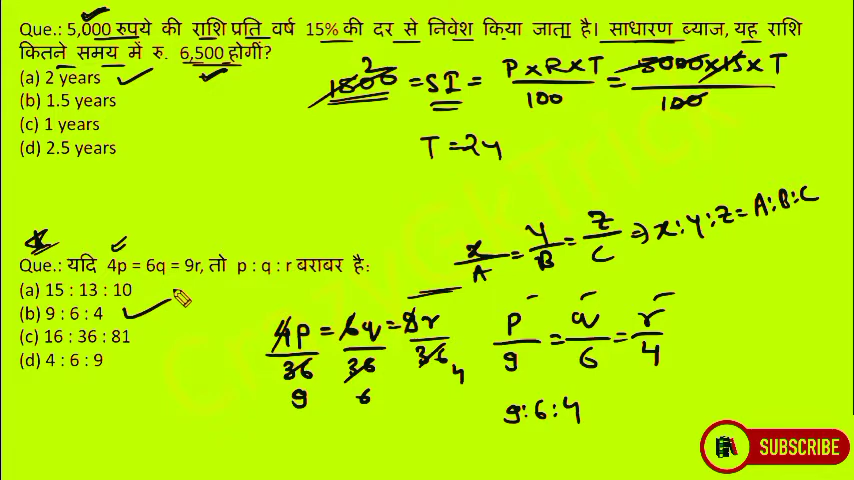 Que.: 5,000 रुपये की राशि प्रति वर्ष 15% की दर से निवेश किया जाता है। साधारण ब्याज, यह राशि
कितने समय में रु. 6,500 होगीं?
(a) 2 years
(b) 1.5 years
(c) 1 years
(d) 2.5 years
2
1500 = SI = P x R x T / 100 = 5000 x 15 x T / 100
T = 2y
x/A = y/B = z/C => x:y:z = A:B:C
Que.: यदि 4p = 6q = 9r, तो p : q : r बराबर है:
(a) 15 : 13 : 10
(b) 9 : 6 : 4
(c) 16 : 36 : 81
(d) 4 : 6 : 9
4p/36 = 6q/36 = 9r/36
9 6 4
p/9 = q/6 = r/4
9:6:4
CrazyGkTrick
SUBSCRIBE